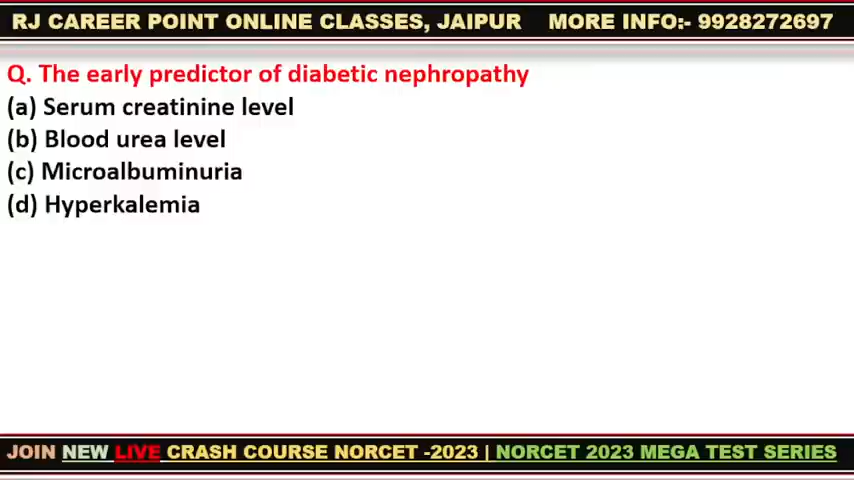 RJ CAREER POINT ONLINE CLASSES, JAIPUR MORE INFO:- 9928272697
Q. The early predictor of diabetic nephropathy
(a) Serum creatinine level
(b) Blood urea level
(c) Microalbuminuria
(d) Hyperkalemia
JOIN NEW LIVE CRASH COURSE NORCET -2023 | NORCET 2023 MEGA TEST SERIES